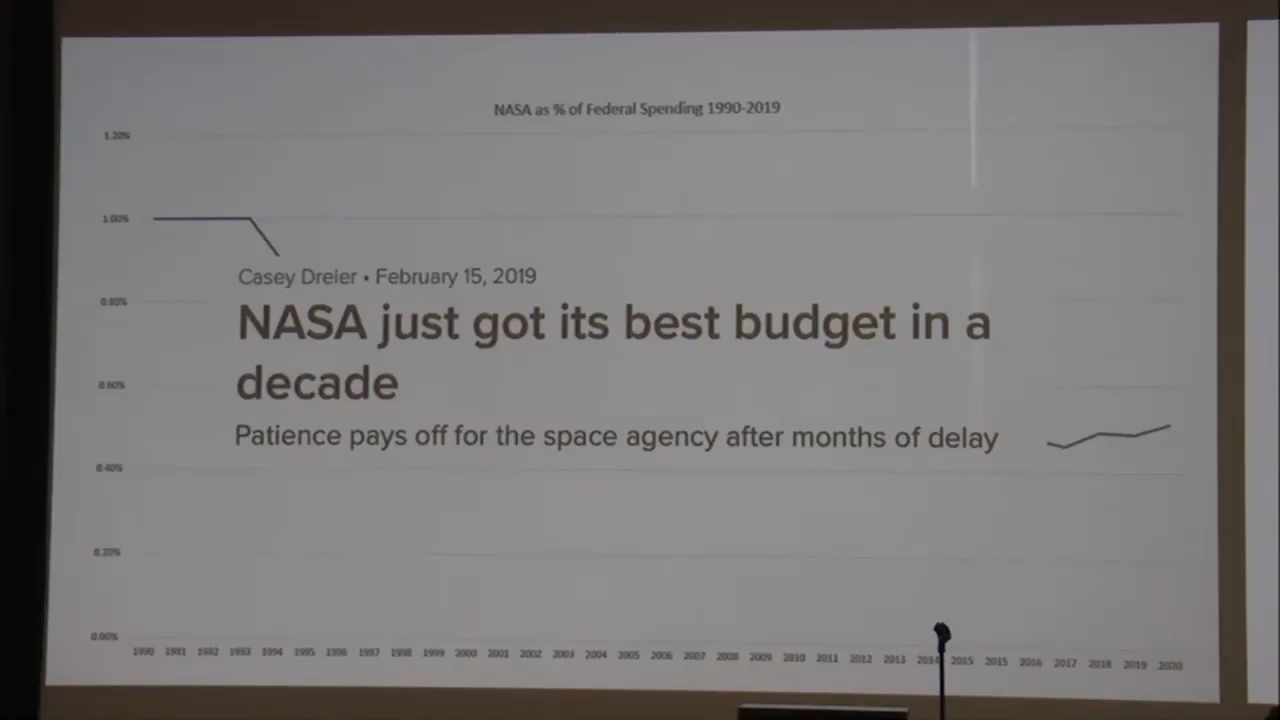 NASA as % of Federal Spending 1990-2019
1.20%
1.00%
Casey Dreier • February 15, 2019
0.80%
NASA just got its best budget in a
decade
0.60%
Patience pays off for the space agency after months of delay
0.40%
0.20%
0.00%
1990 1991 1992 1993 1994 1995 1996 1997 1998 1999 2000 2001 2002 2003 2004 2005 2006 2007 2008 2009 2010 2011 2012 2013 2014 2015 2015 2016 2017 2018 2019 2020